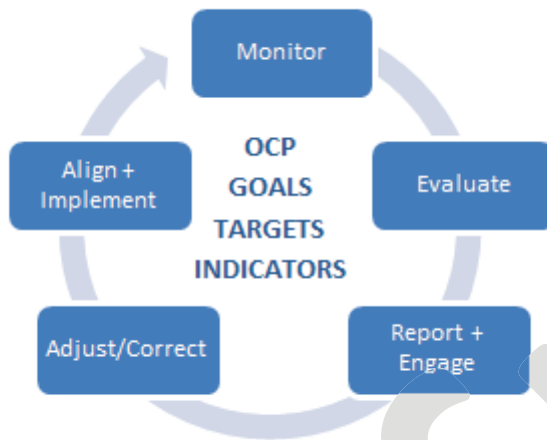 Monitor
Evaluate
Report +
Engage
Adjust/Correct
Align +
Implement
OCP
GOALS
TARGETS
INDICATORS